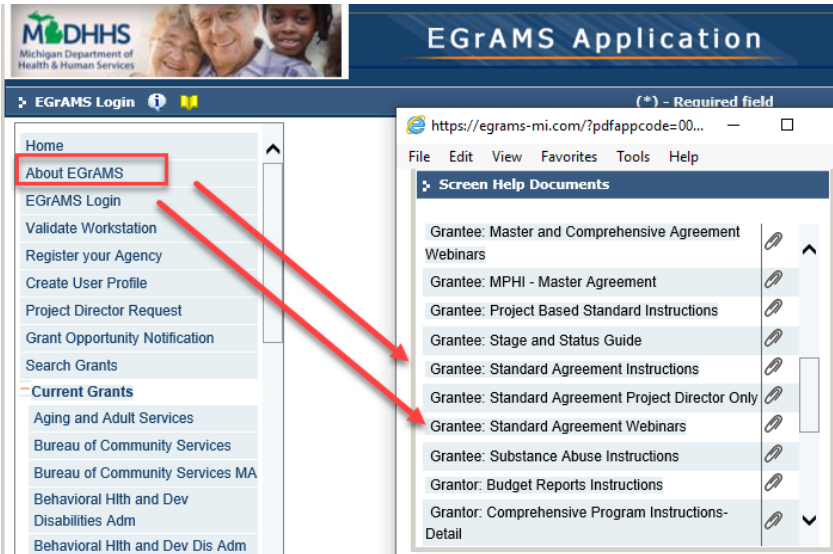 MDHHS
Michigan Department of
Health & Human Services
EGrAMS Application
EGrAMS Login
(*) - Required field
Home
About EGrAMS
EGrAMS Login
Validate Workstation
Register your Agency
Create User Profile
Project Director Request
Grant Opportunity Notification
Search Grants
Current Grants
Aging and Adult Services
Bureau of Community Services
Bureau of Community Services MA
Behavioral Hlth and Dev
Disabilities Adm
Behavioral Hlth and Dev Dis Adm
https://egrams-mi.com/?pdfappcode=00...
File Edit View Favorites Tools Help
Screen Help Documents
Grantee: Master and Comprehensive Agreement
Webinars
Grantee: MPHI - Master Agreement
Grantee: Project Based Standard Instructions
Grantee: Stage and Status Guide
Grantee: Standard Agreement Instructions
Grantee: Standard Agreement Project Director Only
Grantee: Standard Agreement Webinars
Grantee: Substance Abuse Instructions
Grantor: Budget Reports Instructions
Grantor: Comprehensive Program Instructions-
Detail